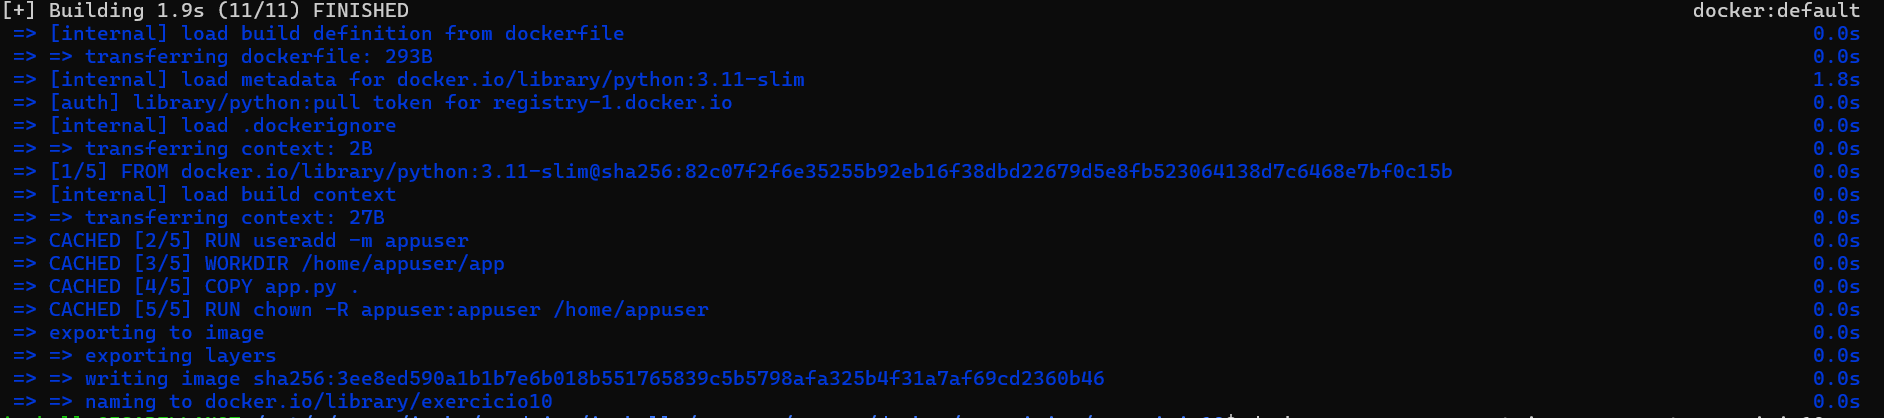 [+] Building 1.9s (11/11) FINISHED docker:default
=> [internal] load build definition from dockerfile 0.0s
=> => transferring dockerfile: 293B 0.0s
=> [internal] load metadata for docker.io/library/python:3.11-slim 1.8s
=> [auth] library/python:pull token for registry-1.docker.io 0.0s
=> [internal] load .dockerignore 0.0s
=> => transferring context: 2B 0.0s
=> [1/5] FROM docker.io/library/python:3.11-slim@sha256:82c07f2f6e35255b92eb16f38dbd22679d5e8fb523064138d7c6468e7bf0c15b 0.0s
=> [internal] load build context 0.0s
=> => transferring context: 27B 0.0s
=> CACHED [2/5] RUN useradd -m appuser 0.0s
=> CACHED [3/5] WORKDIR /home/appuser/app 0.0s
=> CACHED [4/5] COPY app.py . 0.0s
=> CACHED [5/5] RUN chown -R appuser:appuser /home/appuser 0.0s
=> exporting to image 0.0s
=> => exporting layers 0.0s
=> => writing image sha256:3ee8ed590a1b1b7e6b018b551765839c5b5798afa325b4f31a7af69cd2360b46 0.0s
=> => naming to docker.io/library/exercicio10 0.0s